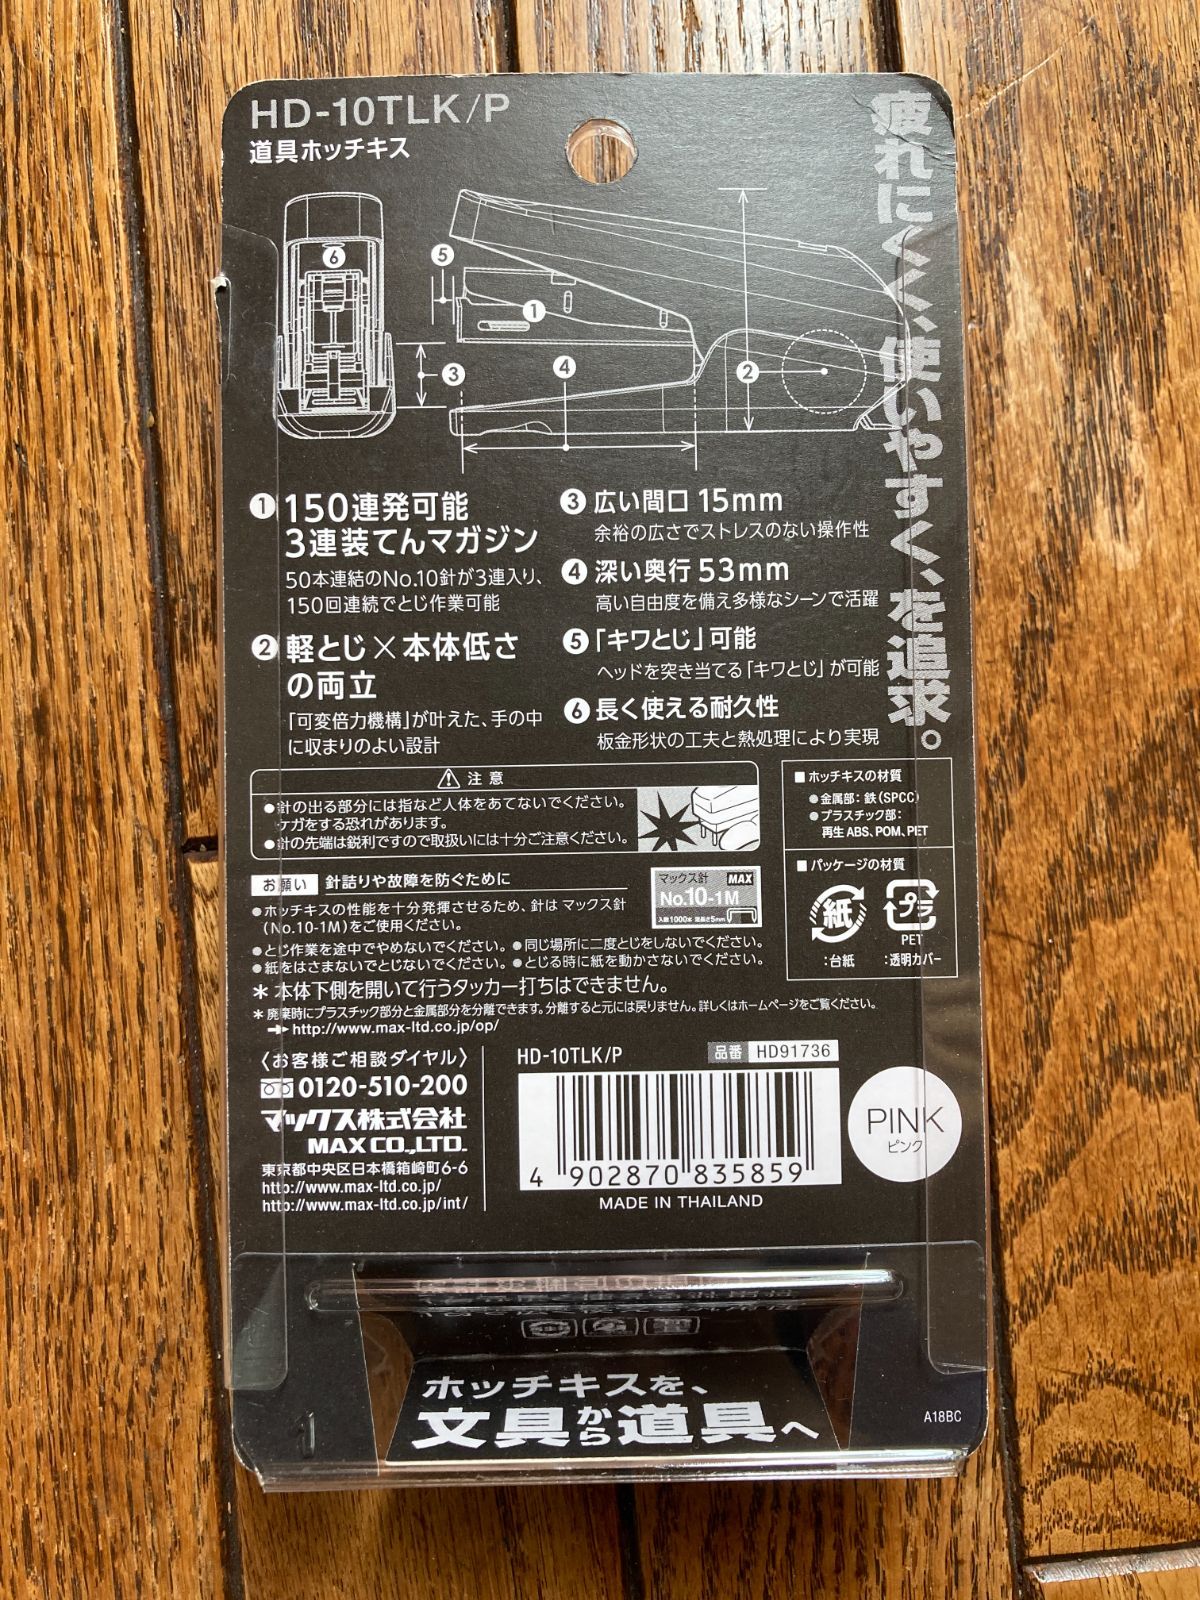 HD-10TLK/P
道具ホッチキス
疲れにくく、使いやすく、を追求。
6
5
1
3
4
2
1 150連発可能
3連装てんマガジン
50本連結のNo.10針が3連入り、
150回連続でとじ作業可能
2 軽とじ×本体低さ
の両立
「可変倍力機構」が叶えた、手の中
に収まりのよい設計
3 広い間口 15mm
余裕の広さでストレスのない操作性
4 深い奥行 53mm
高い自由度を備え多様なシーンで活躍
5 「キワとじ」可能
ヘッドを突き当てる「キワとじ」が可能
6 長く使える耐久性
板金形状の工夫と熱処理により実現
注意
●針の出る部分には指など人体をあてないでください。
ケガをする恐れがあります。
●針の先端は鋭利ですので取扱いには十分ご注意ください。
■ホッチキスの材質
●金属部：鉄(SPCC)
●プラスチック部：
再生ABS、POM、PET
■パッケージの材質
紙
:台紙
プラ
PET
:透明カバー
お願い 針詰りや故障を防ぐために
●ホッチキスの性能を十分発揮させるため、針は マックス針
(No.10-1M)をご使用ください。
マックス針 MAX
No.10-1M
入数1000本 針長さ5mm
●とじ作業を途中でやめないでください。 ●同じ場所に二度とじをしないでください。
●紙をはさまないでとじないでください。 ●とじる時に紙を動かさないでください。
＊本体下側を開いて行うタッカー打ちはできません。
＊廃棄時にプラスチック部分と金属部分を分離できます。分離すると元には戻りません。詳しくはホームページをご覧ください。
http://www.max-ltd.co.jp/op/
〈お客様ご相談ダイヤル〉
0120-510-200
マックス株式会社
MAX CO.,LTD.
東京都中央区日本橋箱崎町6-6
http://www.max-ltd.co.jp/
http://www.max-ltd.co.jp/int/
HD-10TLK/P
品番 HD91736
4 902870 835859
MADE IN THAILAND
PINK
ピンク
ホッチキスを、
文具から道具へ
A18BC